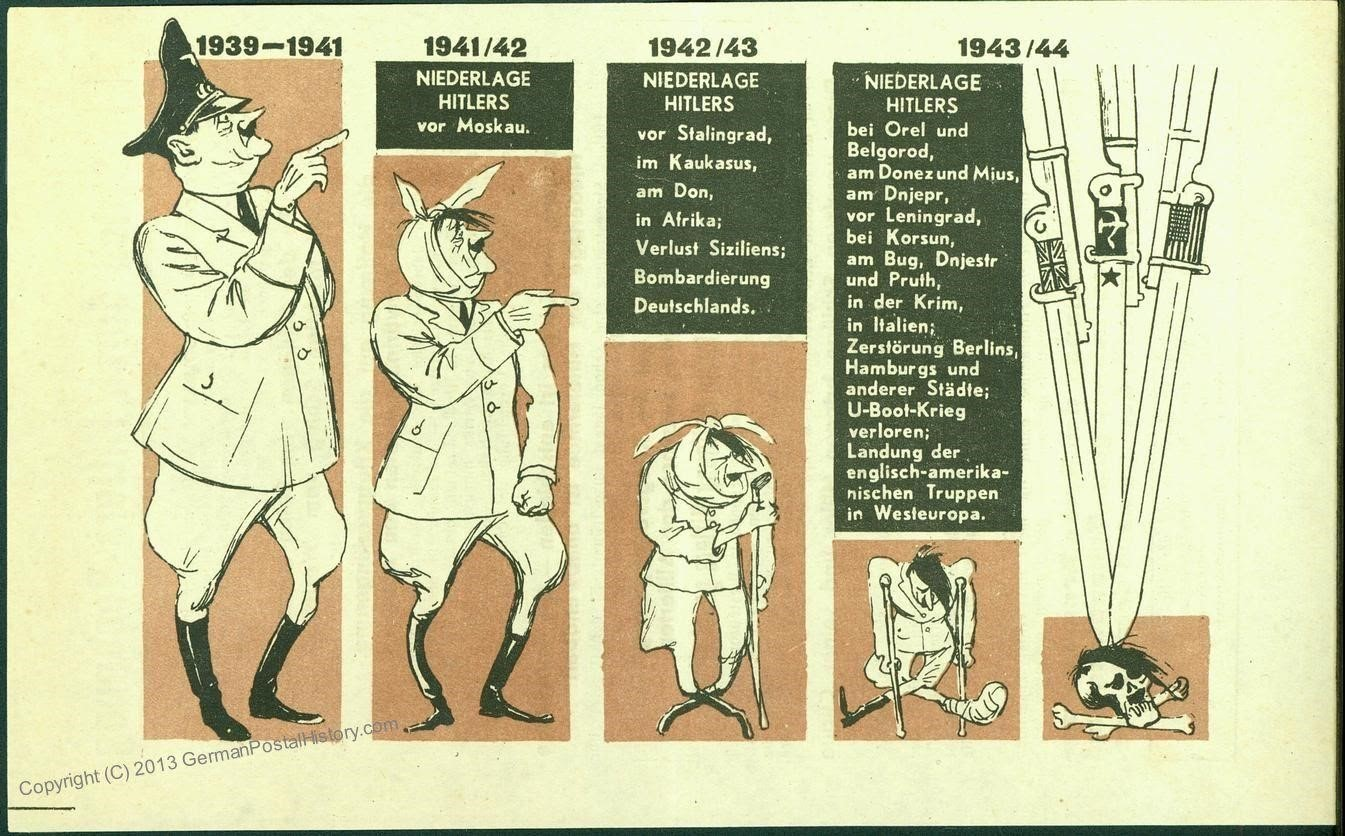 1939—1941
1941/42
NIEDERLAGE
HITLERS
vor Moskau.
1942/43
NIEDERLAGE
HITLERS
vor Stalingrad,
im Kaukasus,
am Don,
in Afrika;
Verlust Siziliens;
Bombardierung
Deutschlands.
1943/44
NIEDERLAGE
HITLERS
bei Orel und
Belgorod,
am Donez und Mius,
am Dnjepr,
vor Leningrad,
bei Korsun,
am Bug, Dnjestr
und Pruth,
in der Krim,
in Italien;
Zerstörung Berlins,
Hamburgs und
anderer Städte;
U-Boot-Krieg
verloren;
Landung der
englisch-amerika-
nischen Truppen
in Westeuropa.
Copyright (C) 2013 GermanPostalHistory.com